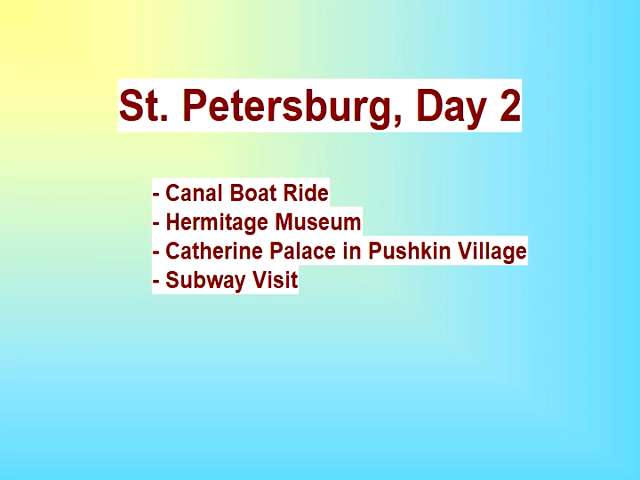 St. Petersburg, Day 2
- Canal Boat Ride
- Hermitage Museum
- Catherine Palace in Pushkin Village
- Subway Visit